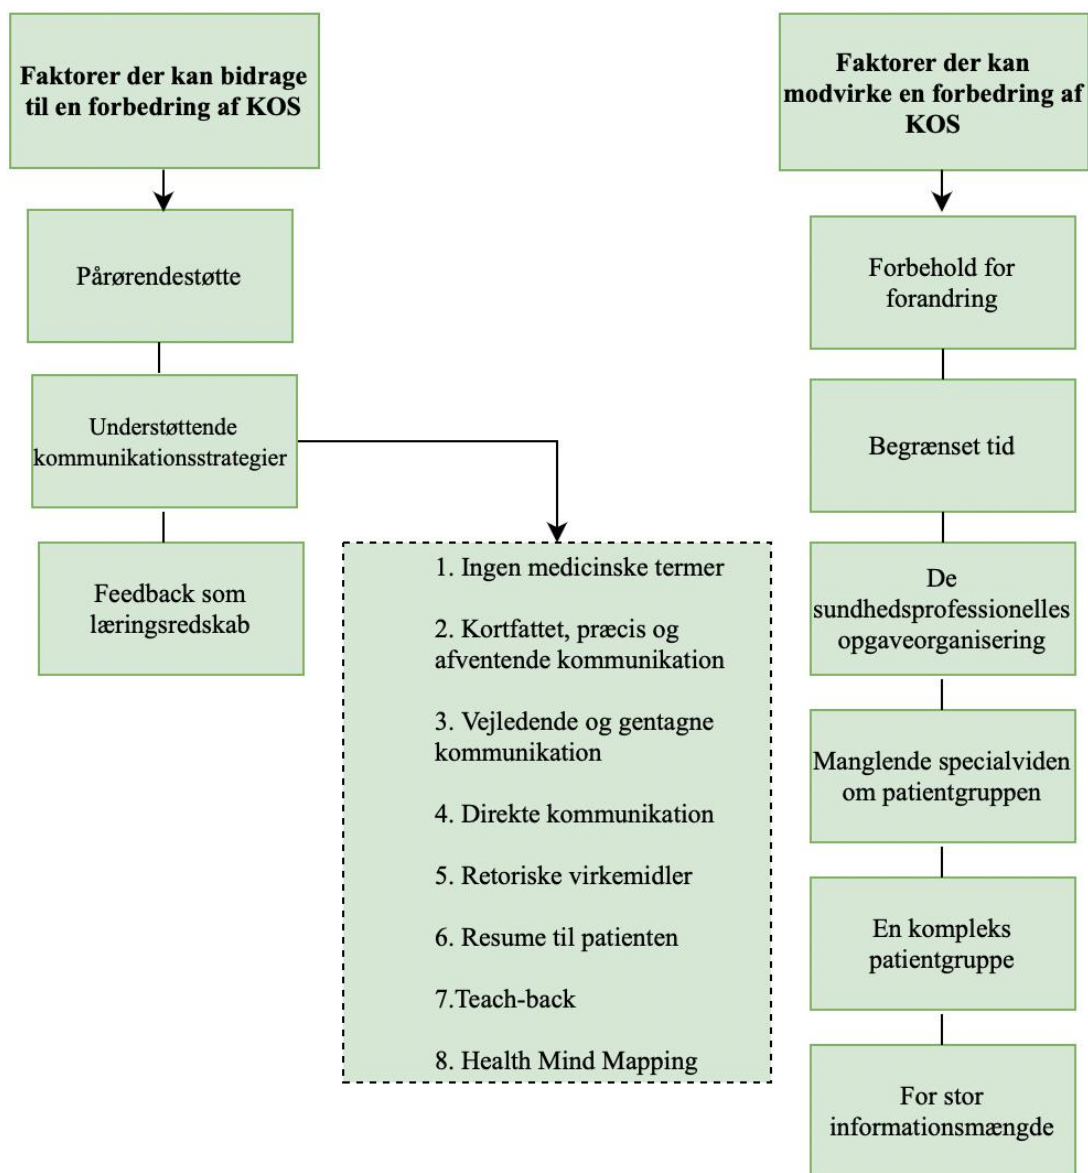 Faktorer der kan bidrage
til en forbedring af KOS
Pårørendestøtte
Understøttende
kommunikationsstrategier
Feedback som
læringsredskab
1. Ingen medicinske termer
2. Kortfattet, præcis og
afventende kommunikation
3. Vejledende og gentagne
kommunikation
4. Direkte kommunikation
5. Retoriske virkemidler
6. Resume til patienten
7.Teach-back
8. Health Mind Mapping
Faktorer der kan
modvirke en forbedring af
KOS
Forbehold for
forandring
Begrænset tid
De
sundhedsprofessionelles
opgaveorganisering
Manglende specialviden
om patientgruppen
En kompleks
patientgruppe
For stor
informationsmængde